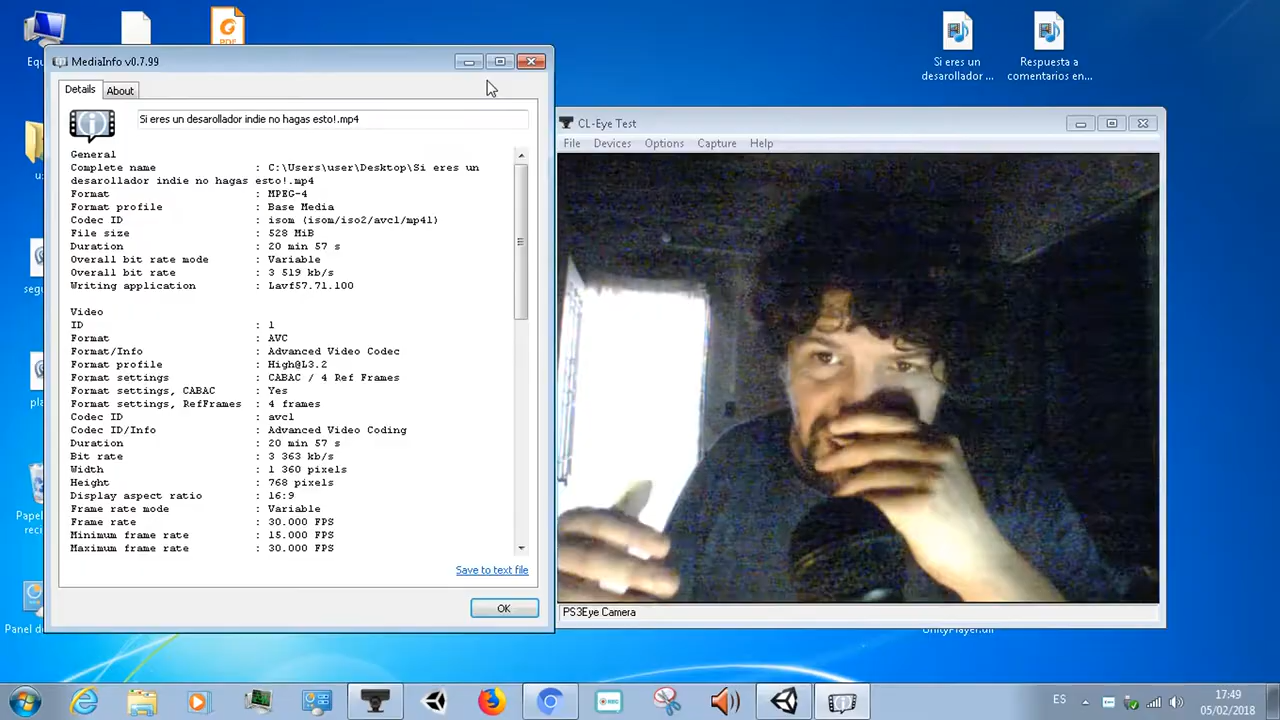 Si eres un
desarollador ...
Respuesta a
comentarios en...
MediaInfo v0.7.99
Details
About
Si eres un desarollador indie no hagas esto!.mp4
General
Complete name : C:\Users\user\Desktop\Si eres un
desarollador indie no hagas esto!.mp4
Format : MPEG-4
Format profile : Base Media
Codec ID : isom (isom/iso2/avc1/mp41)
File size : 528 MiB
Duration : 20 min 57 s
Overall bit rate mode : Variable
Overall bit rate : 3 519 kb/s
Writing application : Lavf57.71.100
Video
ID : 1
Format : AVC
Format/Info : Advanced Video Codec
Format profile : High@L3.2
Format settings : CABAC / 4 Ref Frames
Format settings, CABAC : Yes
Format settings, RefFrames : 4 frames
Codec ID : avc1
Codec ID/Info : Advanced Video Coding
Duration : 20 min 57 s
Bit rate : 3 363 kb/s
Width : 1 360 pixels
Height : 768 pixels
Display aspect ratio : 16:9
Frame rate mode : Variable
Frame rate : 30.000 FPS
Minimum frame rate : 15.000 FPS
Maximum frame rate : 30.000 FPS
Save to text file
OK
CL-Eye Test
File Devices Options Capture Help
PS3Eye Camera
UnityPlayer.dll
PDF
Panel d
ES
17:49
05/02/2018